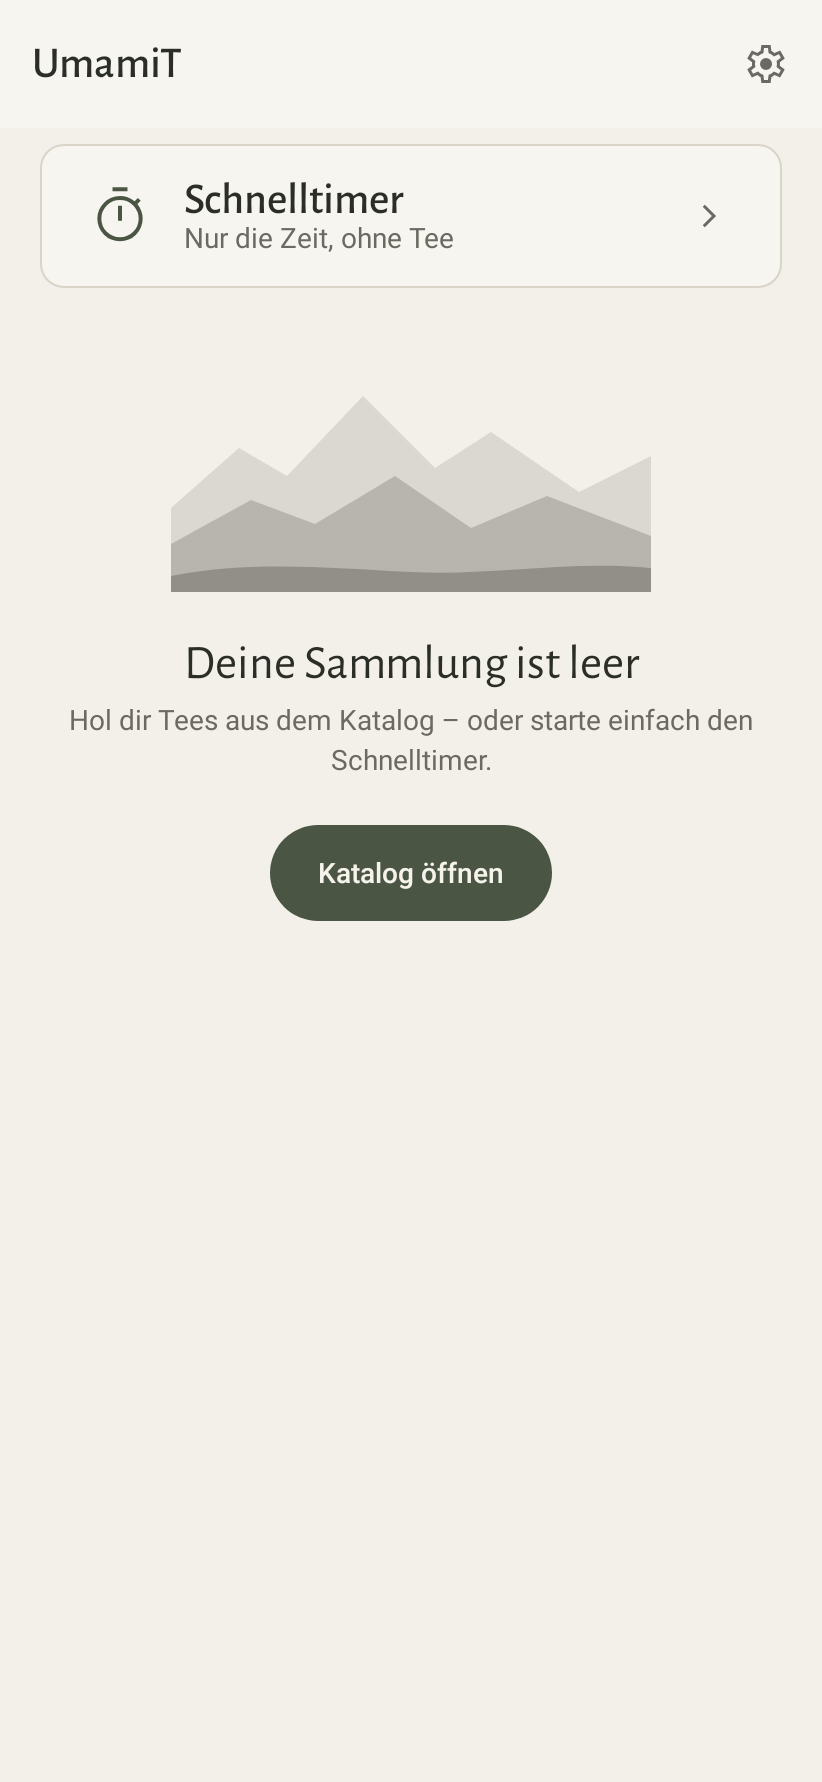 UmamiT
Schnelltimer
Nur die Zeit, ohne Tee
Deine Sammlung ist leer
Hol dir Tees aus dem Katalog – oder starte einfach den
Schnelltimer.
Katalog öffnen